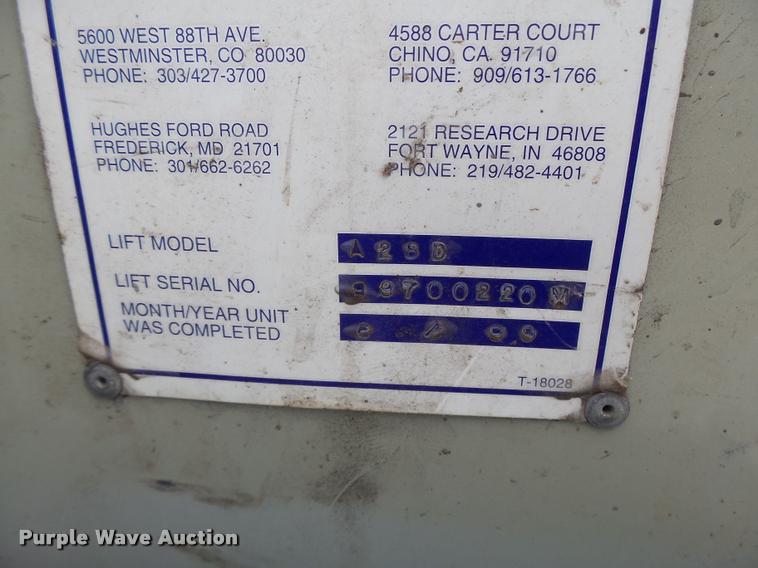 5600 WEST 88TH AVE.
WESTMINSTER, CO 80030
PHONE: 303/427-3700
4588 CARTER COURT
CHINO, CA. 91710
PHONE: 909/613-1766
HUGHES FORD ROAD
FREDERICK, MD 21701
PHONE: 301/662-6262
2121 RESEARCH DRIVE
FORT WAYNE, IN 46808
PHONE: 219/482-4401
LIFT MODEL A28D
LIFT SERIAL NO. 99700220M
MONTH/YEAR UNIT
WAS COMPLETED
T-18028
Purple Wave Auction